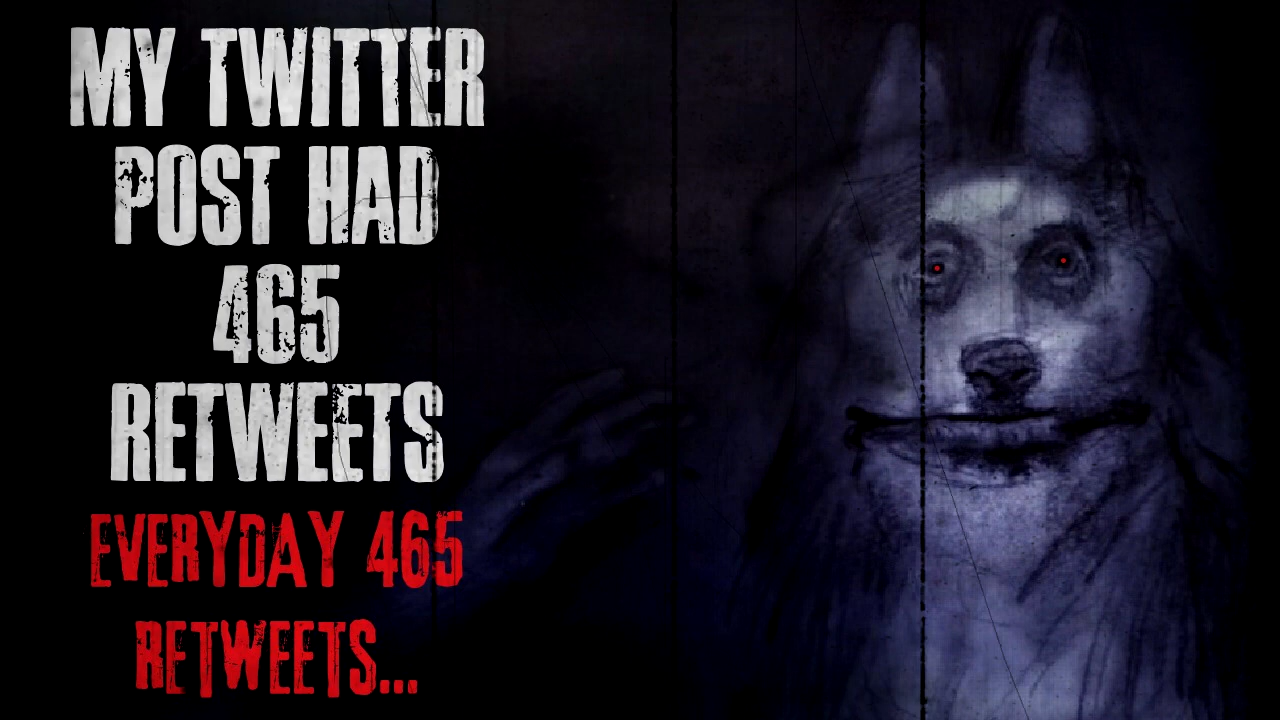 MY TWITTER
POST HAD
465
RETWEETS
EVERYDAY 465
RETWEETS...